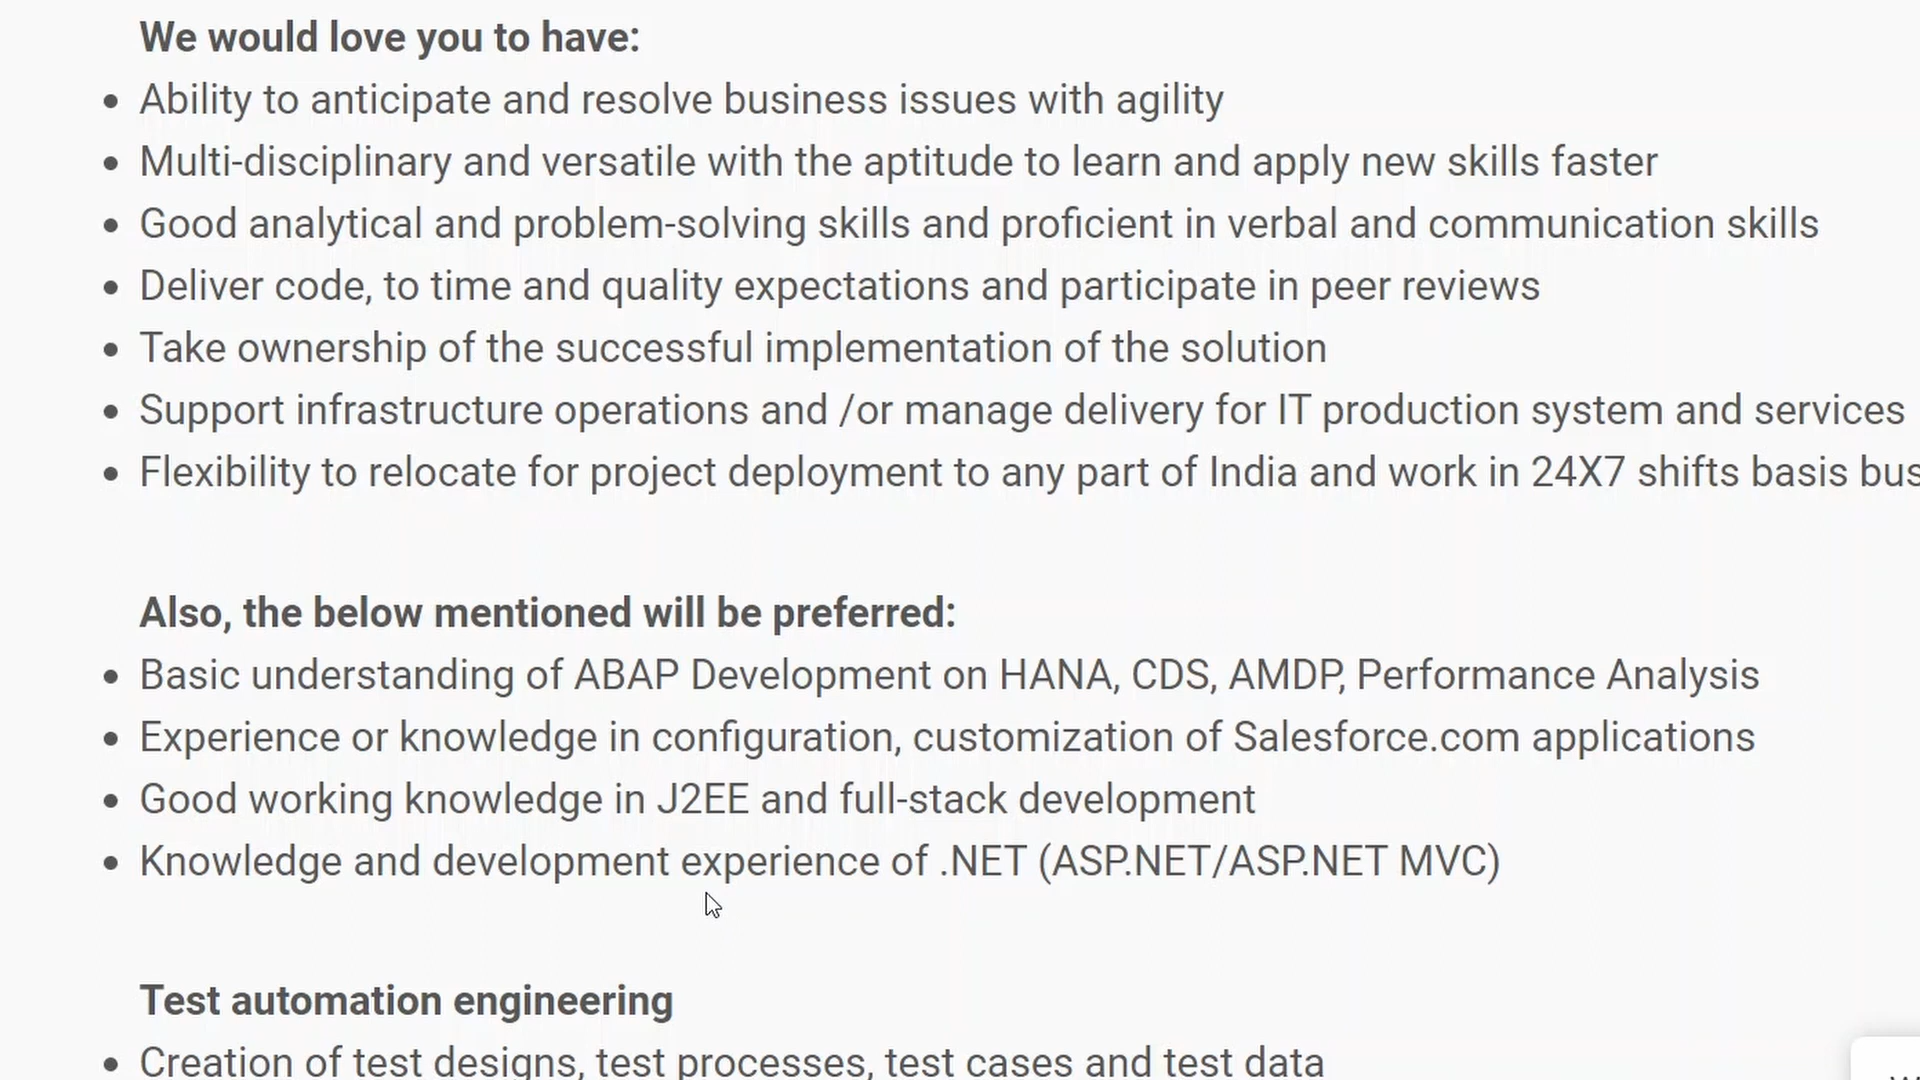 We would love you to have:
Ability to anticipate and resolve business issues with agility
Multi-disciplinary and versatile with the aptitude to learn and apply new skills faster
Good analytical and problem-solving skills and proficient in verbal and communication skills
Deliver code, to time and quality expectations and participate in peer reviews
Take ownership of the successful implementation of the solution
Support infrastructure operations and /or manage delivery for IT production system and services
Flexibility to relocate for project deployment to any part of India and work in 24X7 shifts basis bus
Also, the below mentioned will be preferred:
Basic understanding of ABAP Development on HANA, CDS, AMDP, Performance Analysis
Experience or knowledge in configuration, customization of Salesforce.com applications
Good working knowledge in J2EE and full-stack development
Knowledge and development experience of .NET (ASP.NET/ASP.NET MVC)
Test automation engineering
Creation of test designs, test processes, test cases and test data